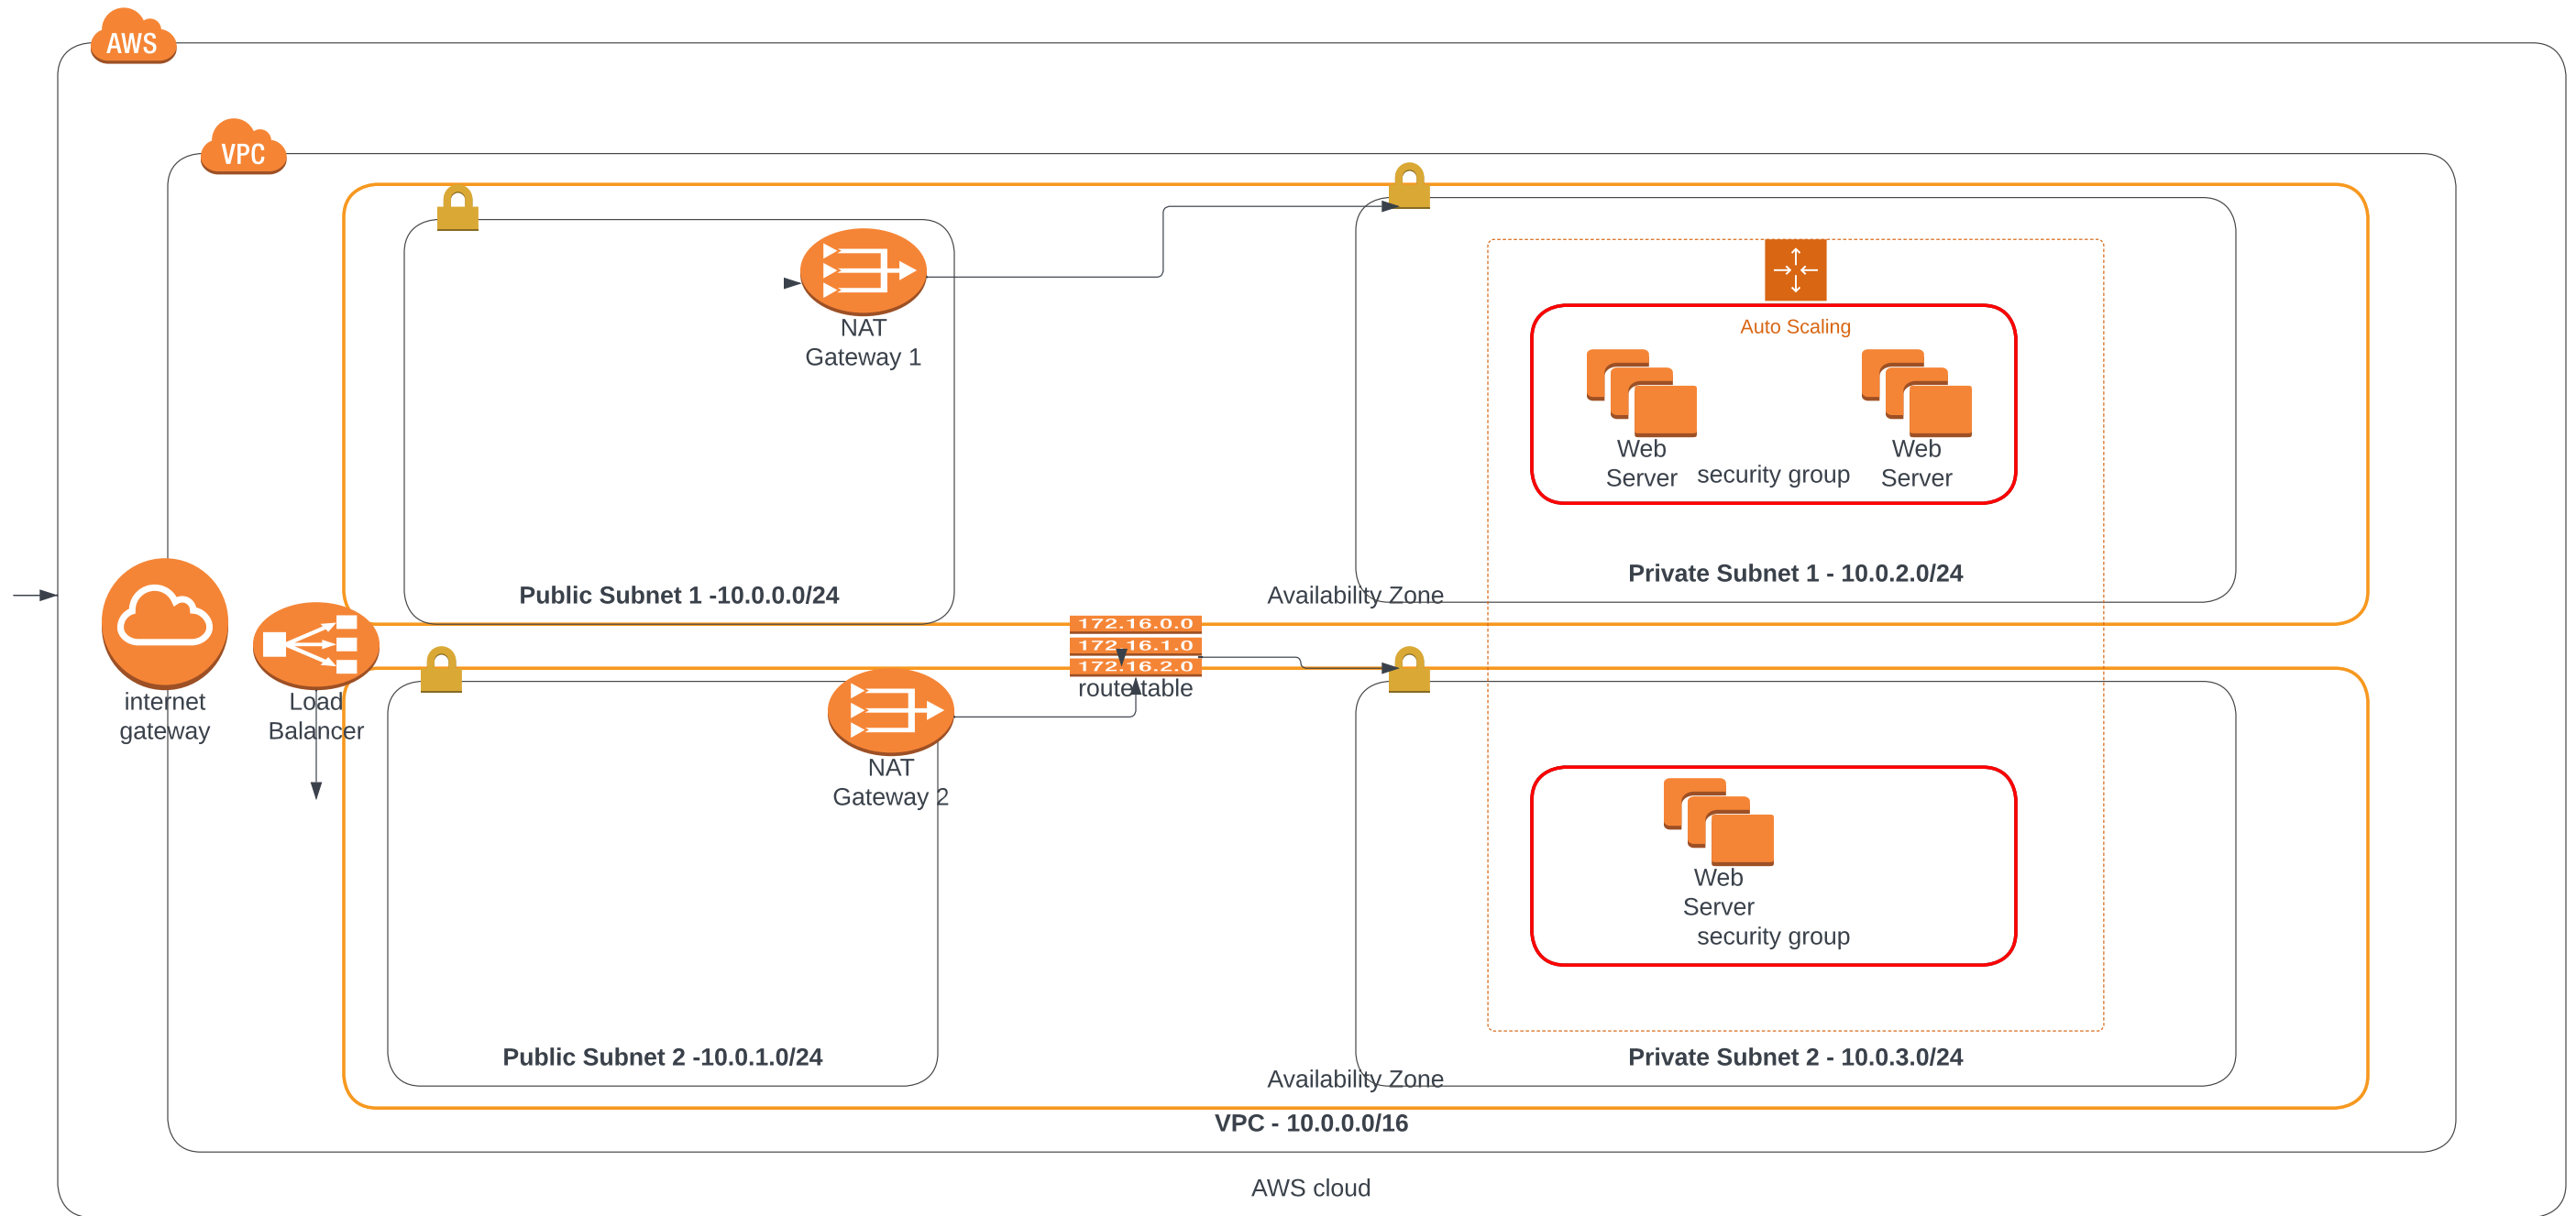 AWS
VPC
NAT
Gateway 1
Auto Scaling
Web
Server
Web
Server
security group
Private Subnet 1 - 10.0.2.0/24
Public Subnet 1 -10.0.0.0/24
Availability Zone
172.16.0.0
172.16.1.0
172.16.2.0
route table
internet
gateway
Load
Balancer
NAT
Gateway 2
Web
Server
security group
Public Subnet 2 -10.0.1.0/24
Private Subnet 2 - 10.0.3.0/24
Availability Zone
VPC - 10.0.0.0/16
AWS cloud